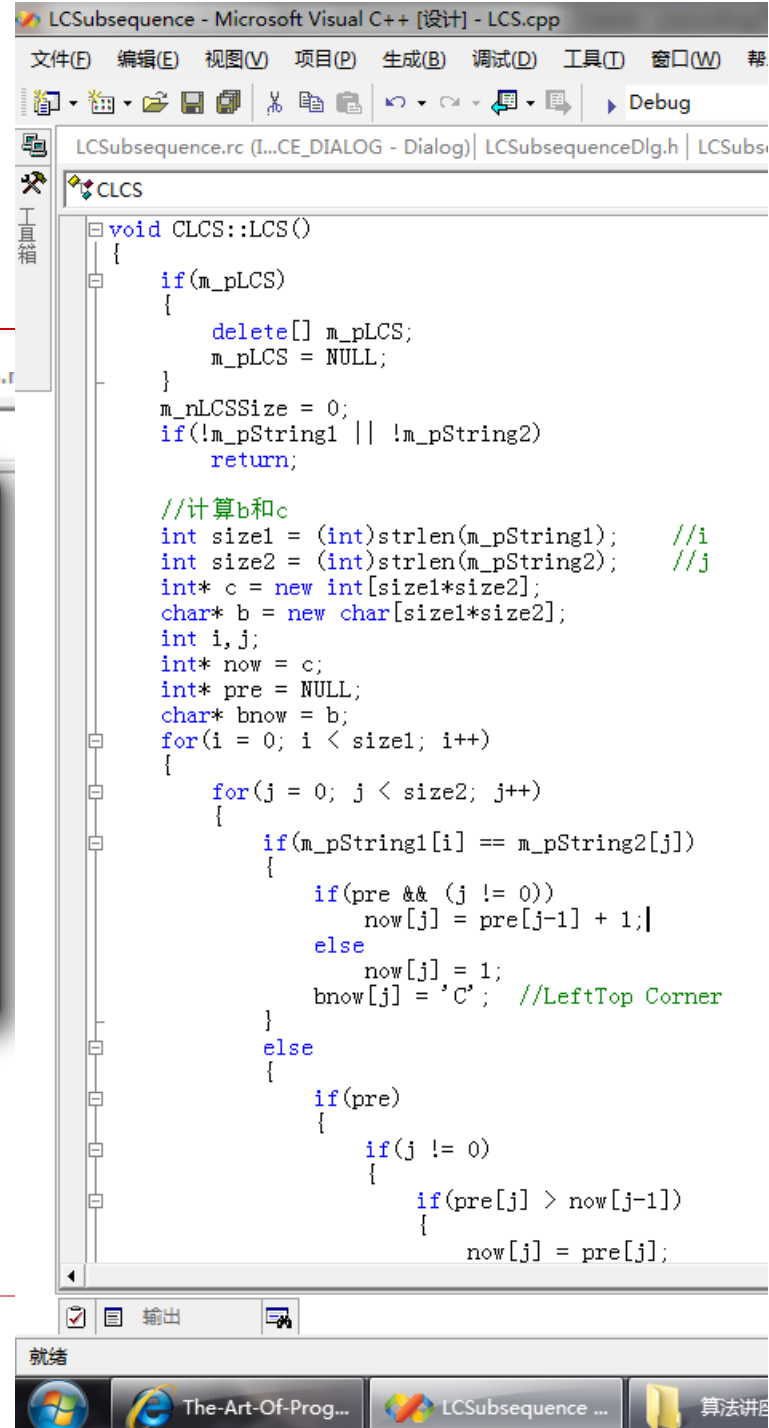 LCSubsequence - Microsoft Visual C++ [设计] - LCS.cpp
文件(F) 编辑(E) 视图(V) 项目(P) 生成(B) 调试(D) 工具(T) 窗口(W) 帮
Debug
LCSubsequence.rc (I...CE_DIALOG - Dialog) LCSubsequenceDlg.h LCSubs
CLCS
工具箱
void CLCS::LCS()
{
if(m_pLCS)
{
delete[] m_pLCS;
m_pLCS = NULL;
}
m_nLCSSize = 0;
if(!m_pString1 || !m_pString2)
return;
//计算b和c
int size1 = (int)strlen(m_pString1); //i
int size2 = (int)strlen(m_pString2); //j
int* c = new int[size1*size2];
char* b = new char[size1*size2];
int i,j;
int* now = c;
int* pre = NULL;
char* bnow = b;
for(i = 0; i < size1; i++)
{
for(j = 0; j < size2; j++)
{
if(m_pString1[i] == m_pString2[j])
{
if(pre && (j != 0))
now[j] = pre[j-1] + 1;
else
now[j] = 1;
bnow[j] = 'C'; //LeftTop Corner
}
else
{
if(pre)
{
if(j != 0)
{
if(pre[j] > now[j-1])
{
now[j] = pre[j];
输出
就绪
The-Art-Of-Prog... LCSubsequence ... 算法讲座